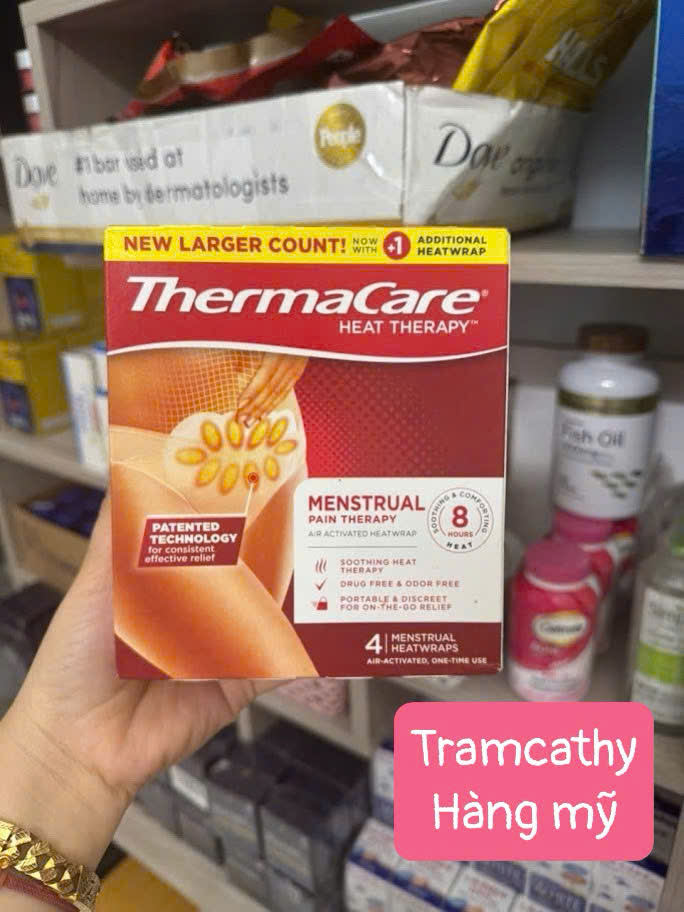 Dove
#1 bar used at
home by dermatologists
People
Dove
NEW LARGER COUNT! NOW WITH +1 ADDITIONAL HEATWRAP
ThermaCare®
HEAT THERAPY™
MENSTRUAL
PAIN THERAPY
AIR ACTIVATED HEATWRAP
SOOTHING & COMFORTING
8
HOURS
HEAT
PATENTED
TECHNOLOGY
for consistent
effective relief
SOOTHING HEAT
THERAPY
DRUG FREE & ODOR FREE
PORTABLE & DISCREET
FOR ON-THE-GO RELIEF
4 MENSTRUAL
HEATWRAPS
AIR-ACTIVATED, ONE-TIME USE
Fish Oil
Tramcathy
Hàng mỹ